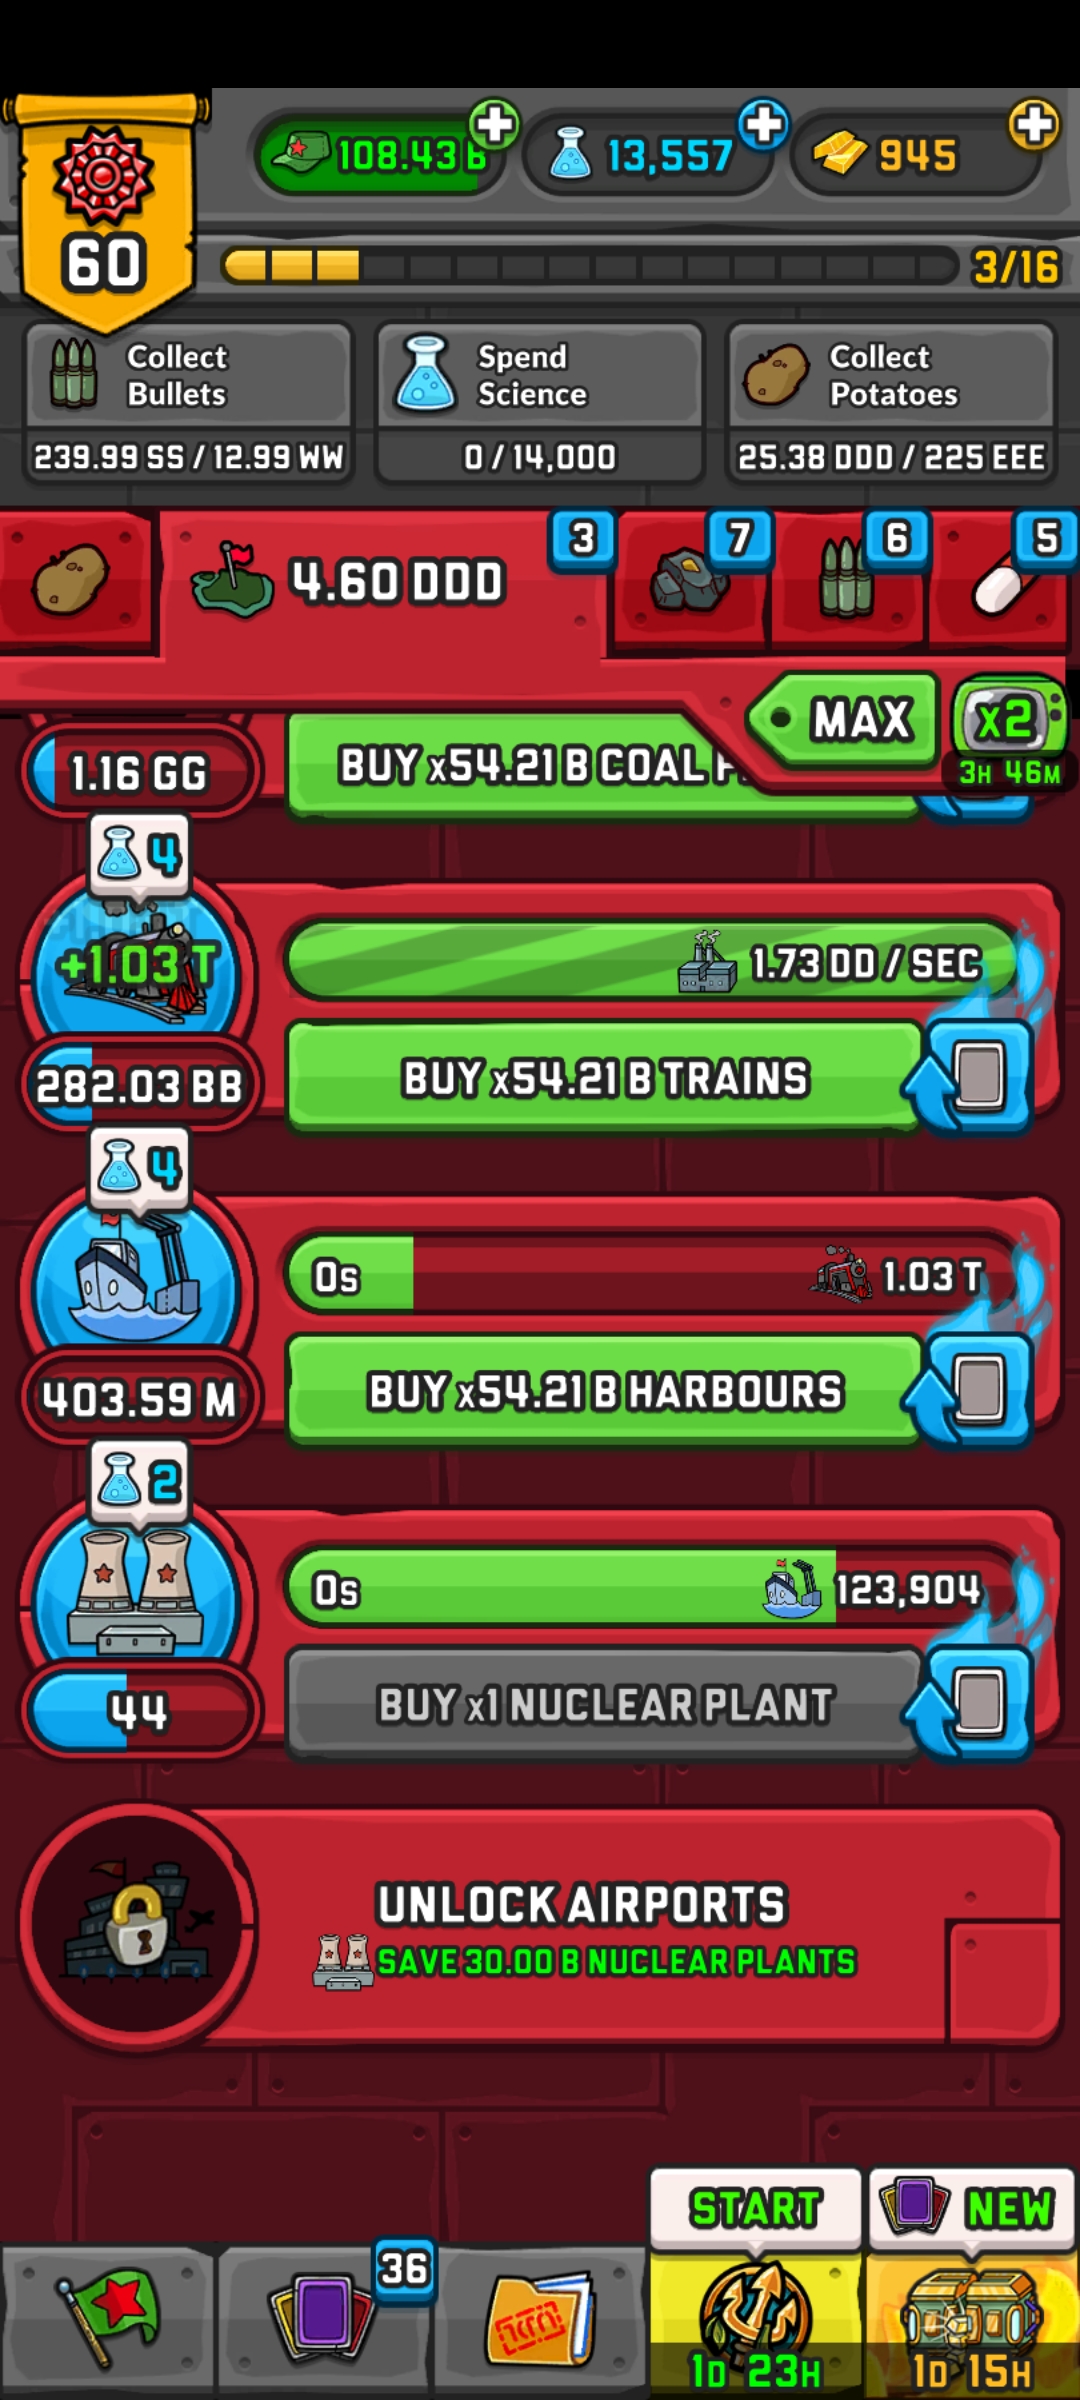 60
108.43 B
13,557
945
3/16
Collect
Bullets
239.99 SS / 12.99 WW
Spend
Science
0 / 14,000
Collect
Potatoes
25.38 DDD / 225 EEE
4.60 DDD
3
7
6
5
MAX
x2
3H 46M
1.16 GG
BUY x54.21 B COAL
4
+1.03 T
1.73 DD / SEC
282.03 BB
BUY x54.21 B TRAINS
4
0s
1.03 T
403.59 M
BUY x54.21 B HARBOURS
2
0s
123,904
44
BUY x1 NUCLEAR PLANT
UNLOCK AIRPORTS
SAVE 30.00 B NUCLEAR PLANTS
START
NEW
36
1D 23H
1D 15H